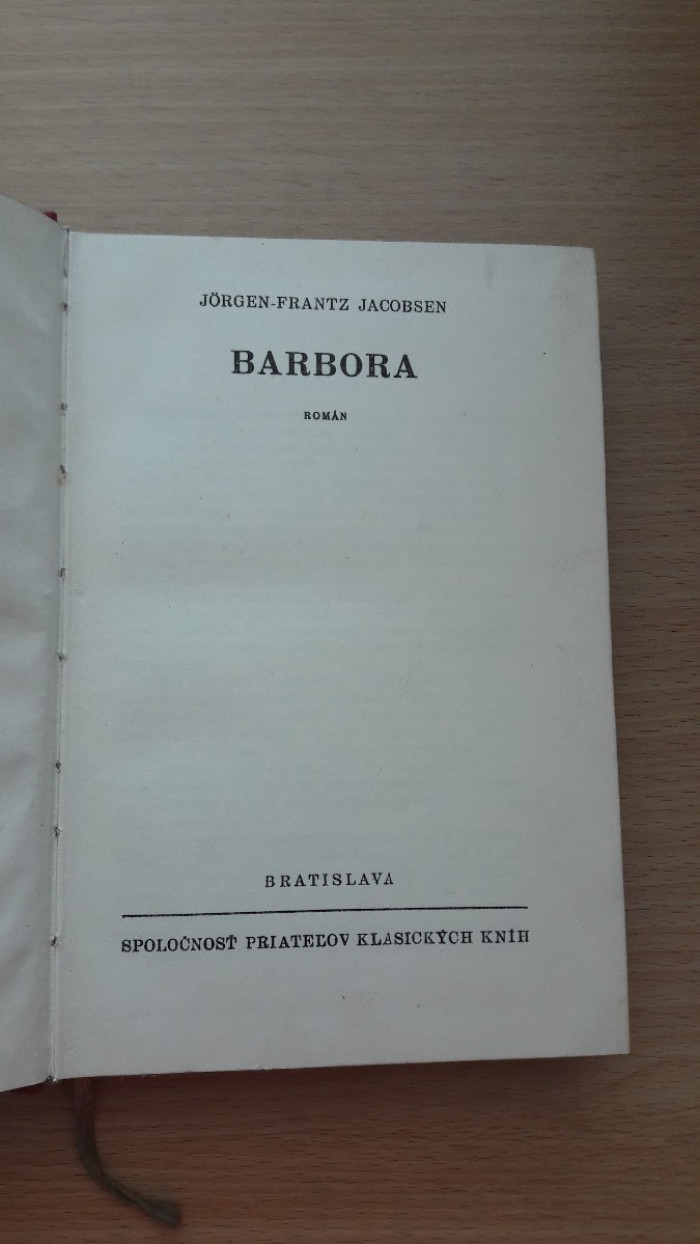 JÖRGEN-FRANTZ JACOBSEN
BARBORA
ROMÁN
BRATISLAVA
SPOLOČNOSŤ PRIATEĽOV KLASICKÝCH KNÍH